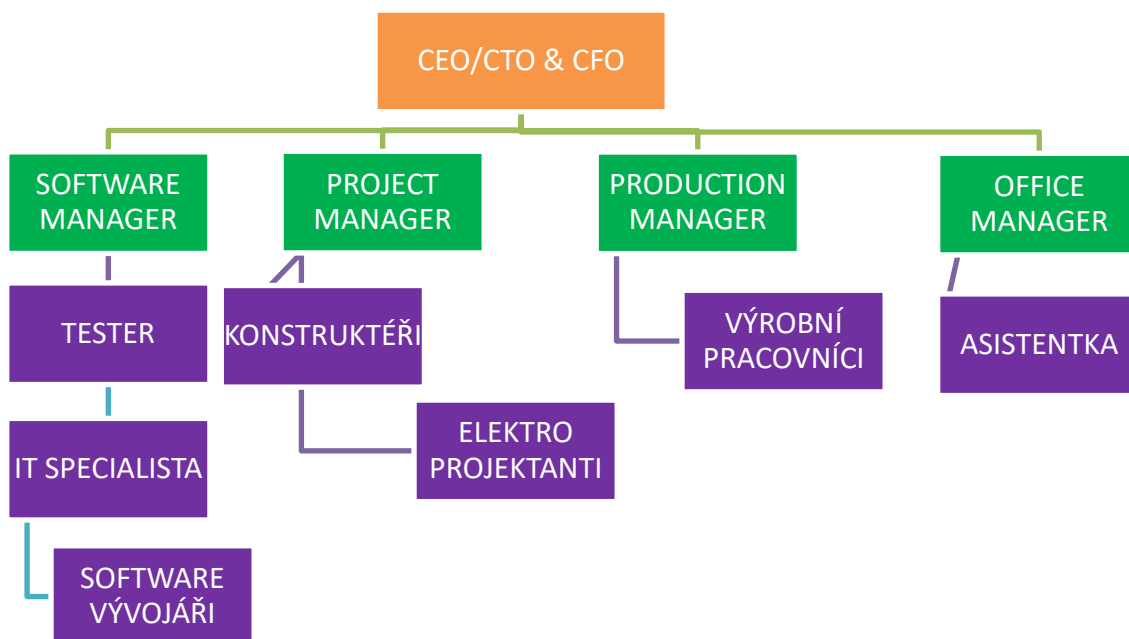 CEO/CTO & CFO
SOFTWARE
MANAGER
PROJECT
MANAGER
PRODUCTION
MANAGER
OFFICE
MANAGER
TESTER
KONSTRUKTÉŘI
VÝROBNÍ
PRACOVNÍCI
ASISTENTKA
IT SPECIALISTA
ELEKTRO
PROJEKTANTI
SOFTWARE
VÝVOJÁŘI